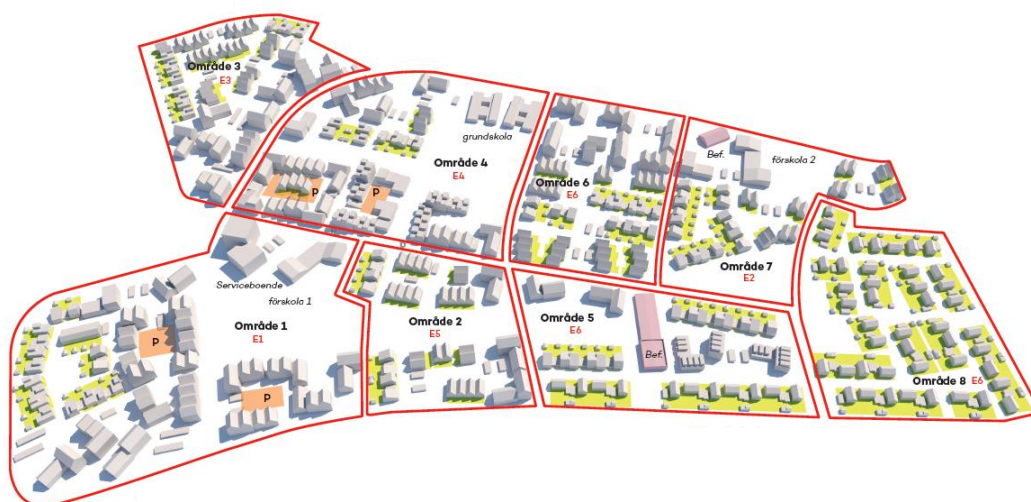 Område 3
E3
grundskola
Område 4
E4
P
P
Område 6
E6
Bef.
förskola 2
Område 7
E2
Serviceboende
förskola 1
Område 1
E1
P
P
Område 2
E5
Område 5
E6
Bef.
Område 8 E6